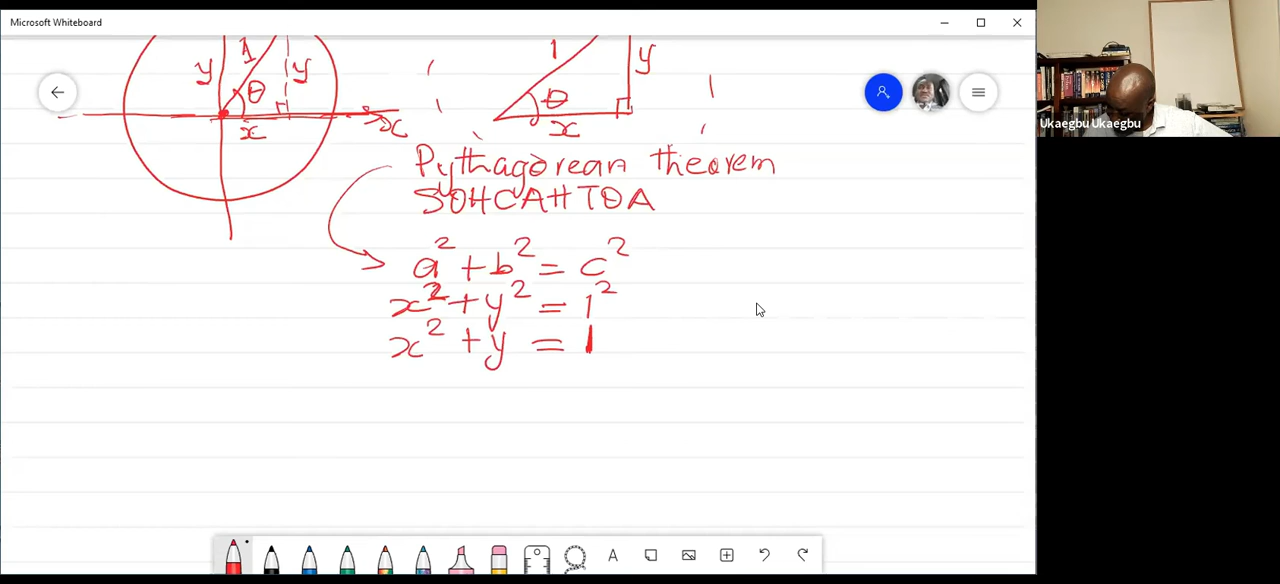 Microsoft Whiteboard
y 1 y θ x x
1 y θ x
Ukaegbu Ukaegbu
Pythagorean theorem
SOHCAHTOA
a² + b² = c²
x² + y² = 1²
x² + y = 1
A